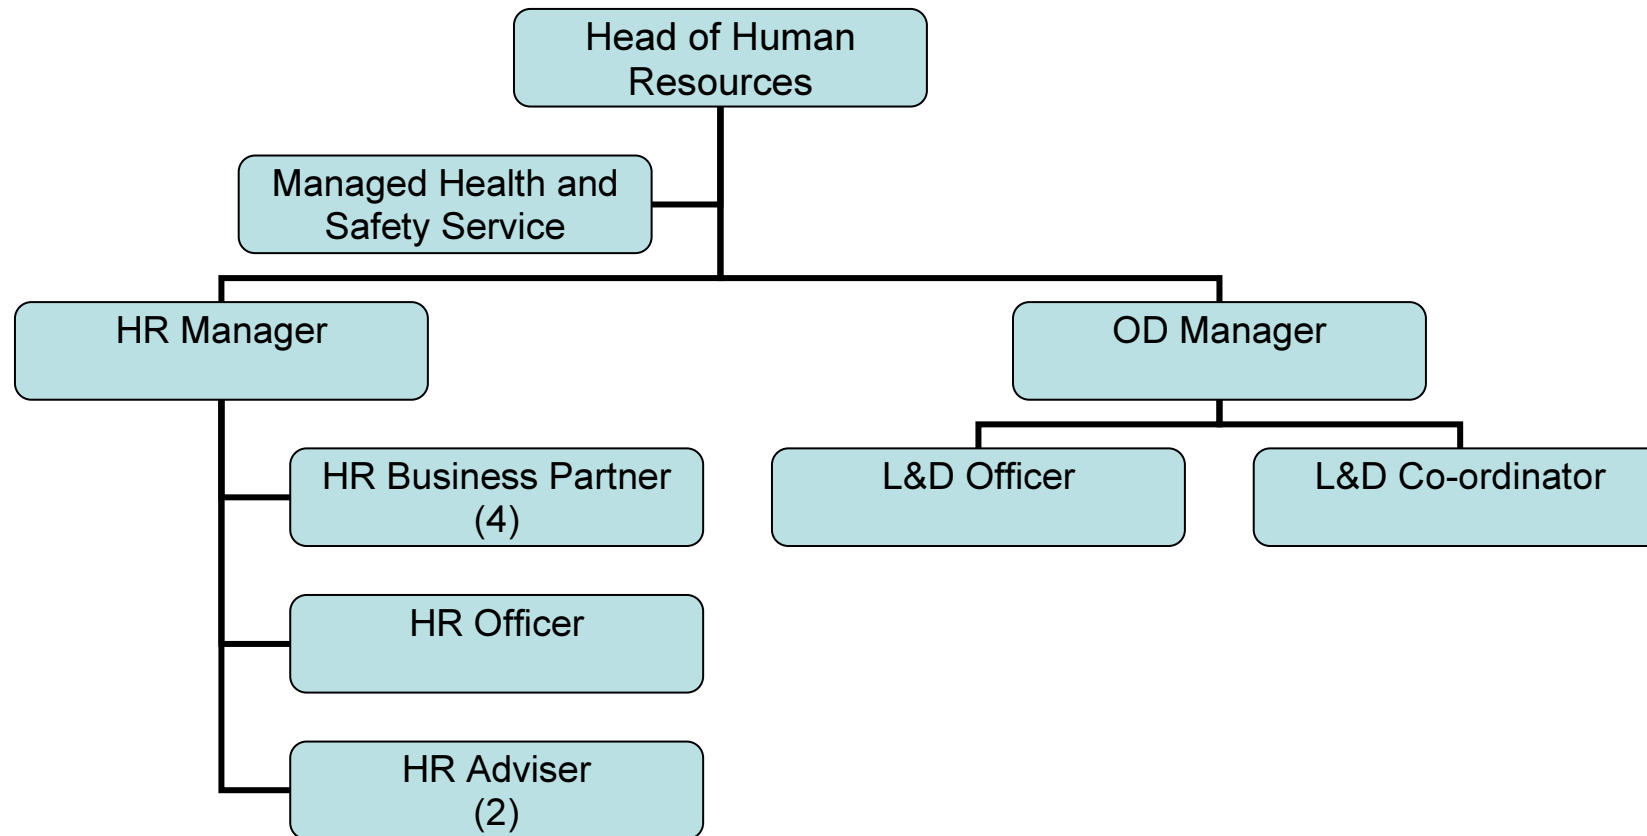 Head of Human
Resources
Managed Health and
Safety Service
HR Manager
OD Manager
HR Business Partner
(4)
L&D Officer
L&D Co-ordinator
HR Officer
HR Adviser
(2)